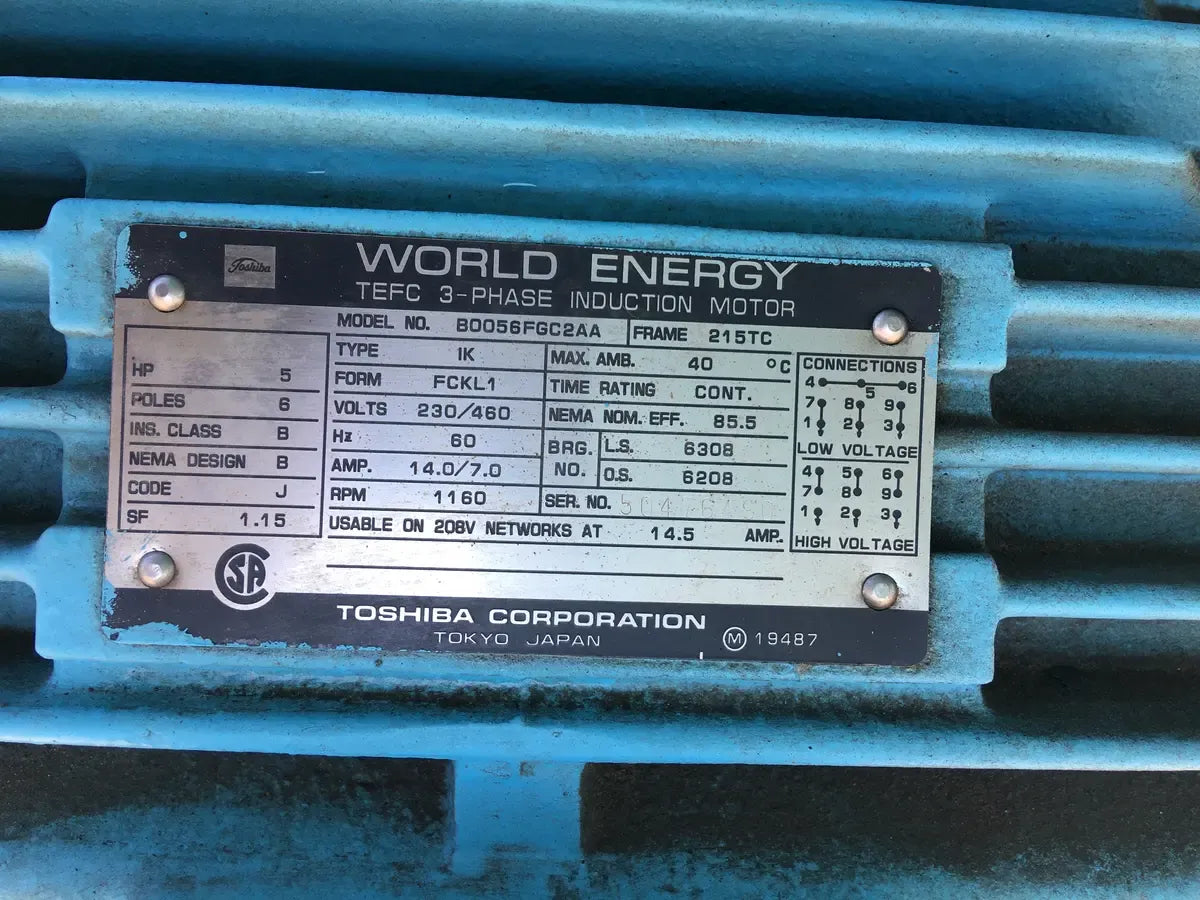 Toshiba
WORLD ENERGY
TEFC 3-PHASE INDUCTION MOTOR
MODEL NO. B0056FGC2AA FRAME 215TC
HP 5
POLES 6
INS. CLASS B
NEMA DESIGN B
CODE J
SF 1.15
TYPE IK
FORM FCKL1
VOLTS 230/460
Hz 60
AMP. 14.0/7.0
RPM 1160
MAX. AMB. 40 °C
TIME RATING CONT.
NEMA NOM. EFF. 85.5
BRG. NO. L.S. 6308
O.S. 6208
SER. NO.
USABLE ON 208V NETWORKS AT 14.5 AMP.
CONNECTIONS
4 5 6
7 8 9
1 2 3
LOW VOLTAGE
4 5 6
7 8 9
1 2 3
HIGH VOLTAGE
CSA
TOSHIBA CORPORATION
TOKYO JAPAN
M 19487